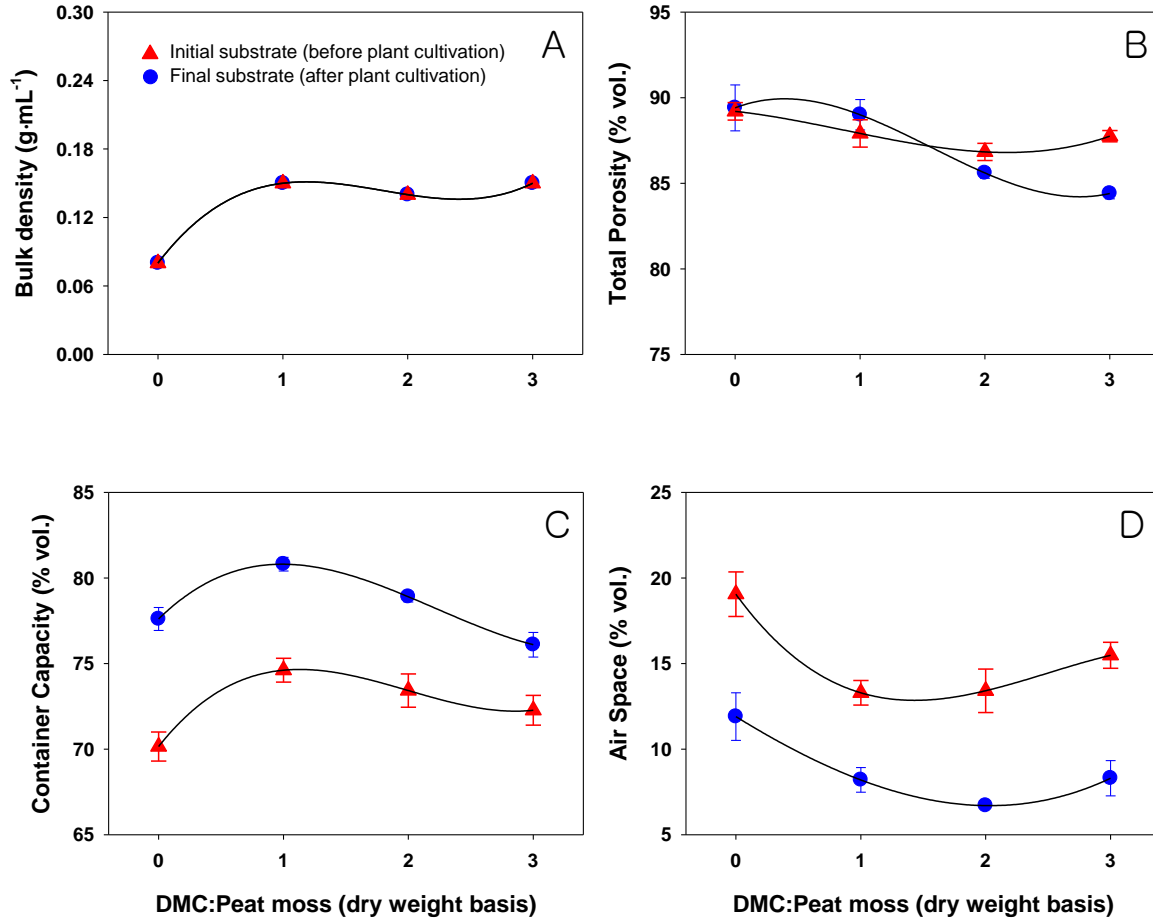 A
Bulk density (g·mL⁻¹)
0.30
0.24
0.18
0.12
0.06
0.00
Initial substrate (before plant cultivation)
Final substrate (after plant cultivation)
0 1 2 3
B
Total Porosity (% vol.)
95
90
85
80
75
0 1 2 3
C
Container Capacity (% vol.)
85
80
75
70
65
0 1 2 3
DMC:Peat moss (dry weight basis)
D
Air Space (% vol.)
25
20
15
10
5
0 1 2 3
DMC:Peat moss (dry weight basis)